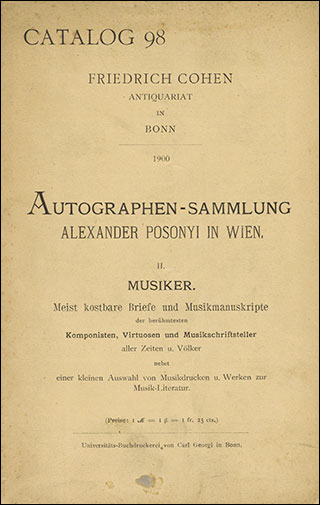 CATALOG 98
FRIEDRICH COHEN
ANTIQUARIAT
IN
BONN
1900
AUTOGRAPHEN-SAMMLUNG
ALEXANDER POSONYI IN WIEN.
II.
MUSIKER.
Meist kostbare Briefe und Musikmanuskripte
der berühmtesten
Komponisten, Virtuosen und Musikschriftsteller
aller Zeiten u. Völker
nebst
einer kleinen Auswahl von Musikdrucken u. Werken zur
Musik-Literatur.
(Preise: 1 ℳ = 1 β = 1 fr. 25 cts.)
Universitäts-Buchdruckerei von Carl Georgi in Bonn.